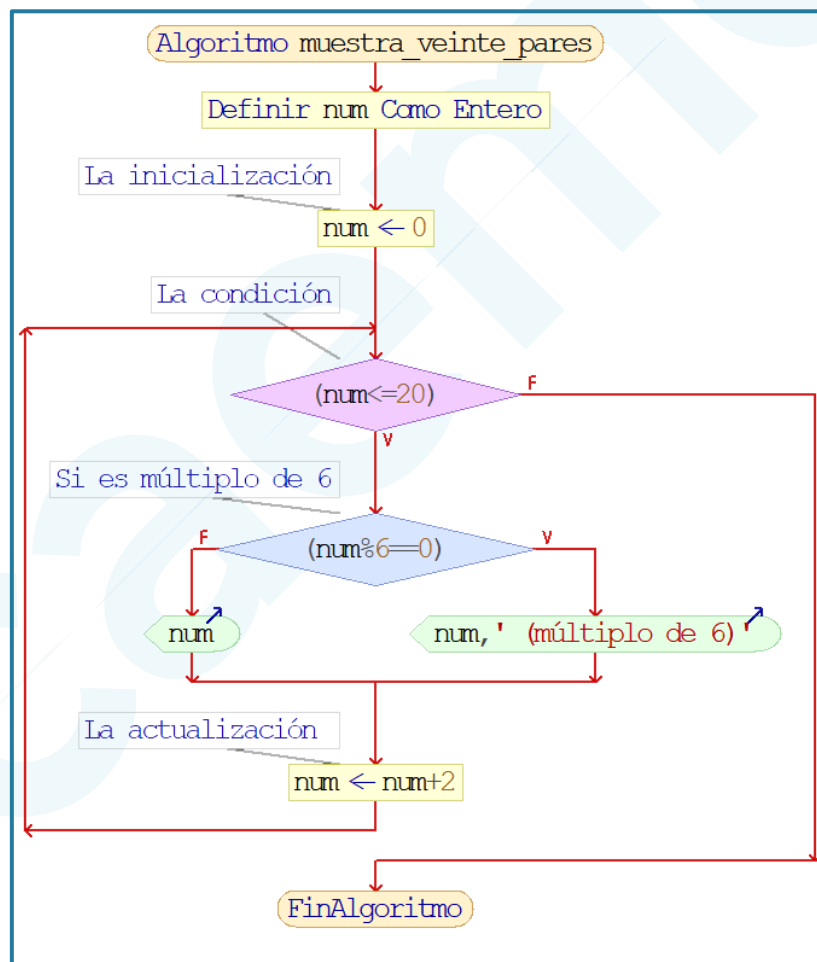 Algoritmo muestra_veinte_pares
Definir num Como Entero
La inicialización
num ← 0
La condición
(num<=20)
F
V
Si es múltiplo de 6
(num%6==0)
F
V
num
num,' (múltiplo de 6)'
La actualización
num ← num+2
FinAlgoritmo